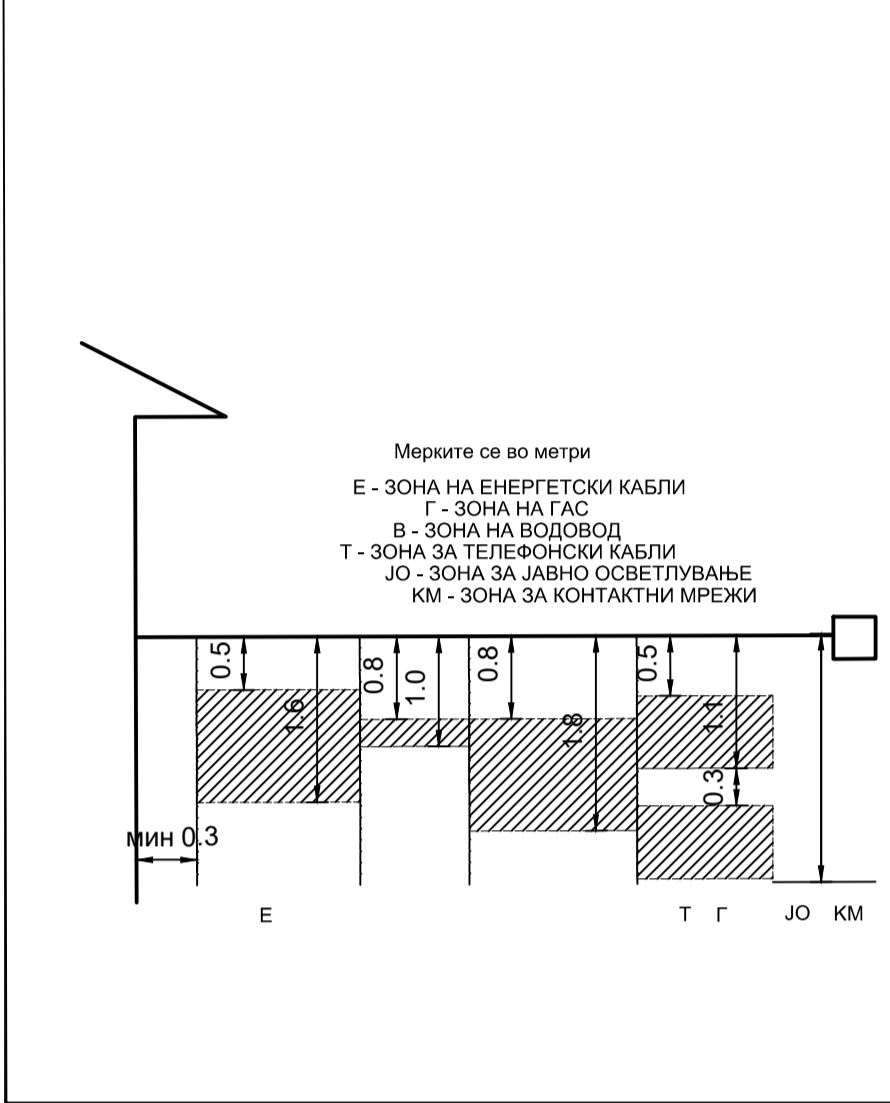 Мерките се во метри
Е - ЗОНА НА ЕНЕРГЕТСКИ КАБЛИ
Г - ЗОНА НА ГАС
В - ЗОНА НА ВОДОВОД
Т - ЗОНА ЗА ТЕЛЕФОНСКИ КАБЛИ
ЈО - ЗОНА ЗА ЈАВНО ОСВЕТЛУВАЊЕ
КМ - ЗОНА ЗА КОНТАКТНИ МРЕЖИ
0.5
1.6
0.8
1.0
0.8
1.8
0.5
1.1
0.3
мин 0.3
Е
Т Г ЈО КМ